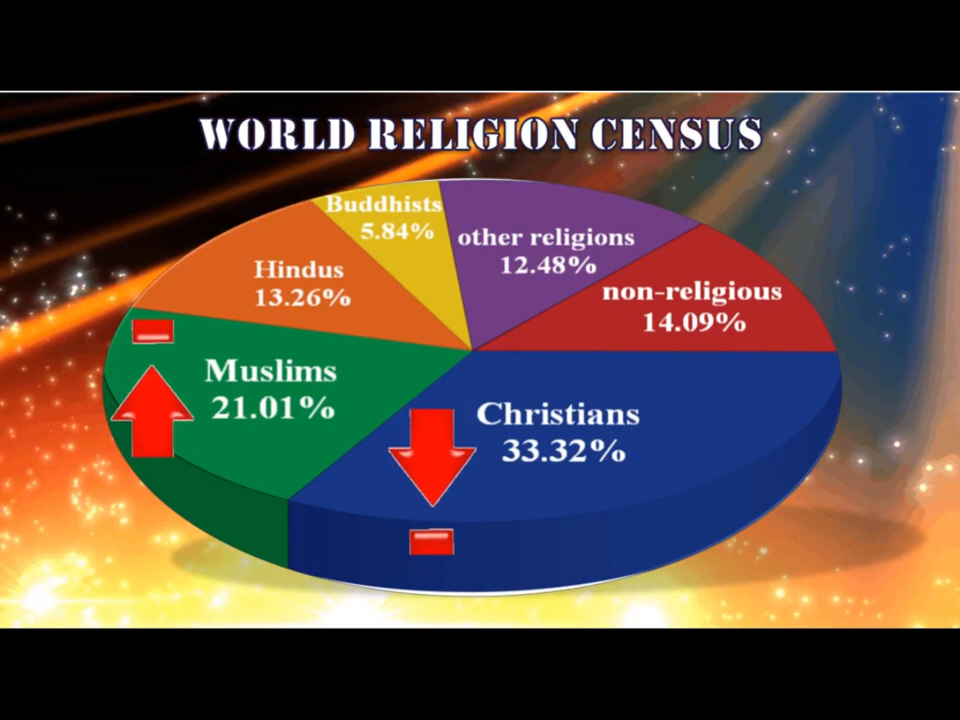 WORLD RELIGION CENSUS
Buddhists
5.84%
other religions
12.48%
Hindus
13.26%
non-religious
14.09%
Muslims
21.01%
Christians
33.32%